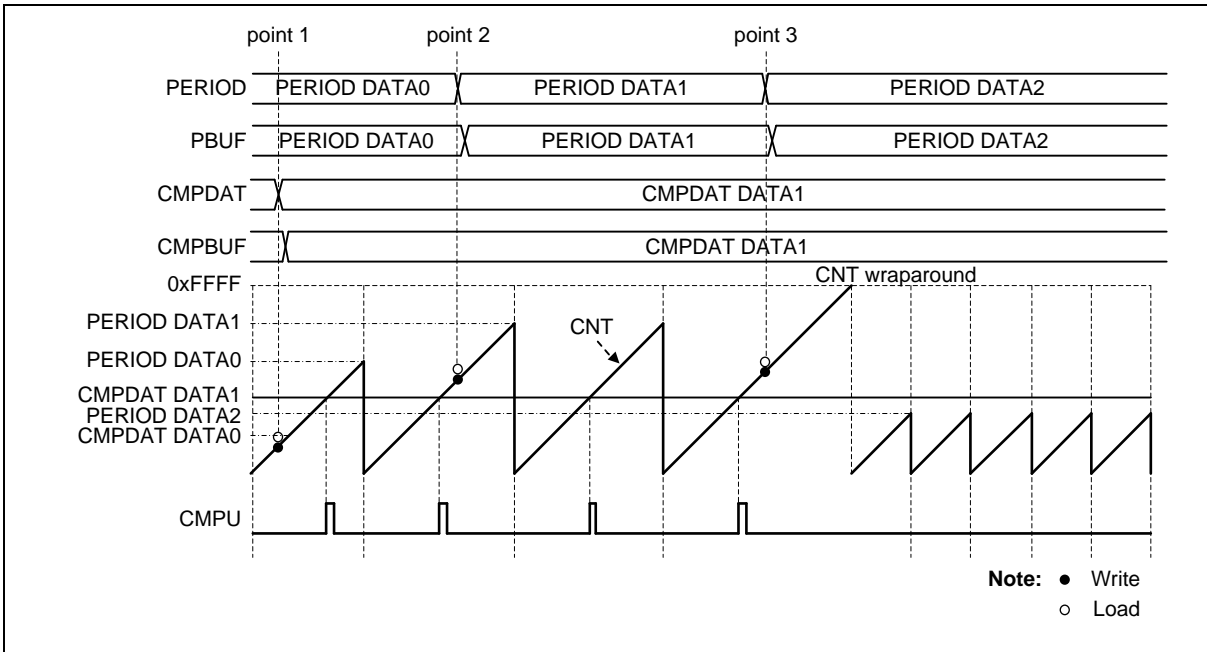 point 1 point 2 point 3
PERIOD PERIOD DATA0 PERIOD DATA1 PERIOD DATA2
PBUF PERIOD DATA0 PERIOD DATA1 PERIOD DATA2
CMPDAT CMPDAT DATA1
CMPBUF CMPDAT DATA1
0xFFFF CNT wraparound
PERIOD DATA1 CNT
PERIOD DATA0
CMPDAT DATA1
PERIOD DATA2
CMPDAT DATA0
CMPU
Note: ● Write
○ Load